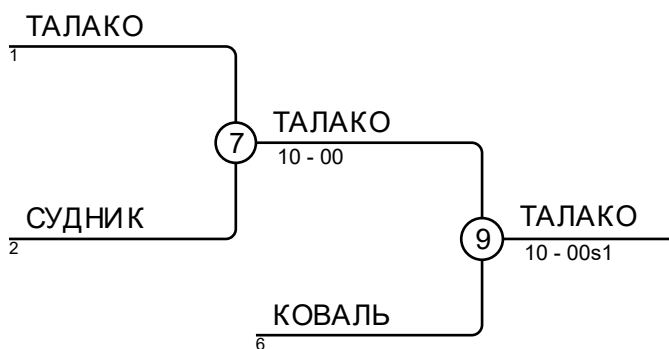 ТАЛАКО
1
7
ТАЛАКО
10 - 00
СУДНИК
2
9
ТАЛАКО
10 - 00s1
КОВАЛЬ
6